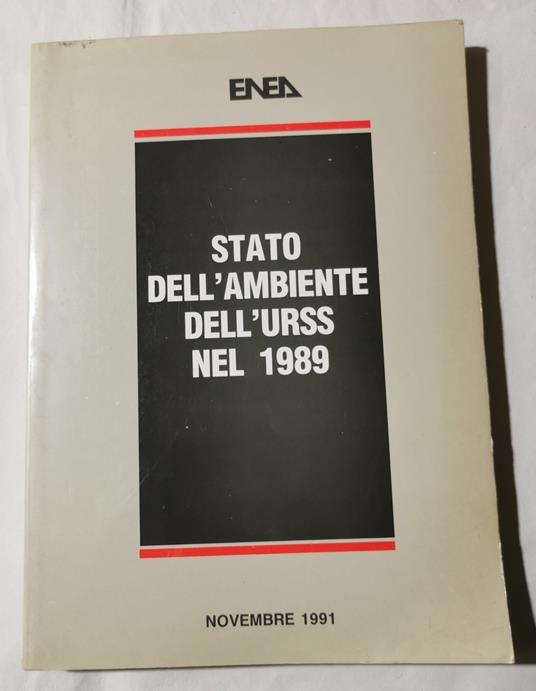 ENEA
STATO
DELL'AMBIENTE
DELL'URSS
NEL 1989
NOVEMBRE 1991